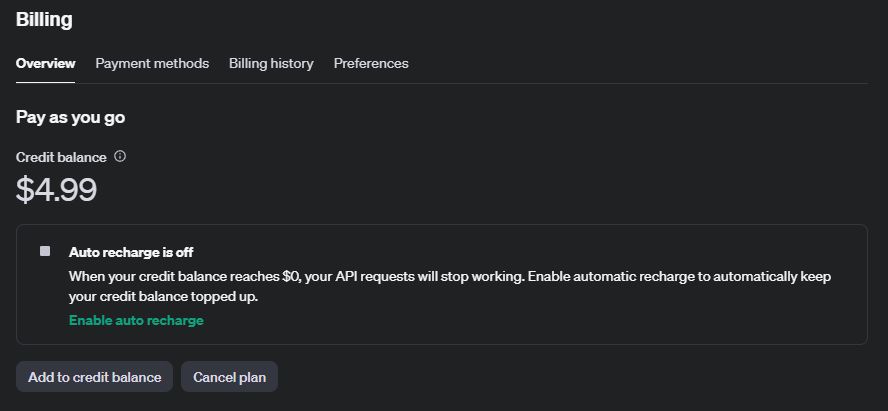 Billing
Overview Payment methods Billing history Preferences
Pay as you go
Credit balance
$4.99
Auto recharge is off
When your credit balance reaches $0, your API requests will stop working. Enable automatic recharge to automatically keep
your credit balance topped up.
Enable auto recharge
Add to credit balance Cancel plan